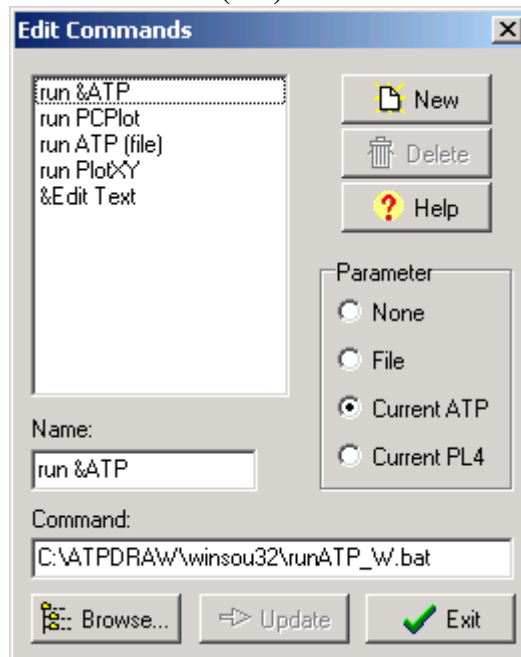 Edit Commands
run &ATP
run PCPlot
run ATP (file)
run PlotXY
&Edit Text
New
Delete
Help
Parameter
None
File
Current ATP
Current PL4
Name:
run &ATP
Command:
C:\ATPDRAW\winsou32\runATP_W.bat
Browse... Update Exit